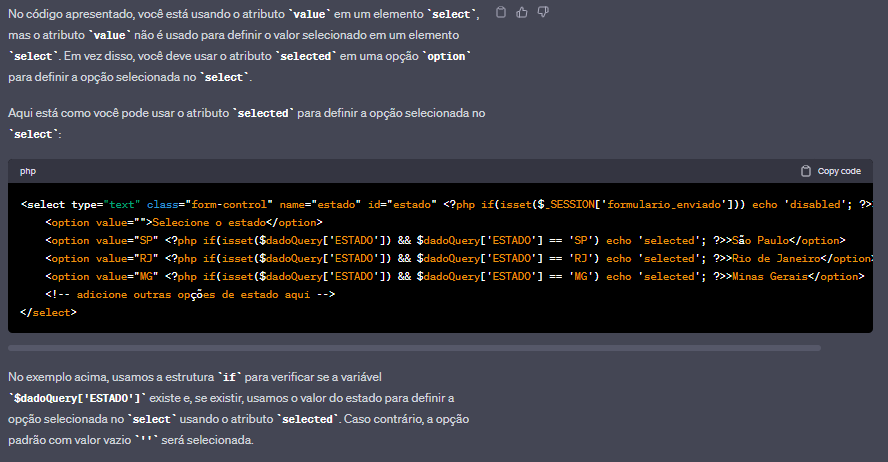 No código apresentado, você está usando o atributo `value` em um elemento `select`,
mas o atributo `value` não é usado para definir o valor selecionado em um elemento
`select`. Em vez disso, você deve usar o atributo `selected` em uma opção `option`
para definir a opção selecionada no `select`.
Aqui está como você pode usar o atributo `selected` para definir a opção selecionada no
`select`:
php
Copy code
<select type="text" class="form-control" name="estado" id="estado" <?php if(isset($_SESSION['formulario_enviado'])) echo 'disabled'; ?>
<option value="">Selecione o estado</option>
<option value="SP" <?php if(isset($dadoQuery['ESTADO']) && $dadoQuery['ESTADO'] == 'SP') echo 'selected'; ?>>São Paulo</option>
<option value="RJ" <?php if(isset($dadoQuery['ESTADO']) && $dadoQuery['ESTADO'] == 'RJ') echo 'selected'; ?>>Rio de Janeiro</option>
<option value="MG" <?php if(isset($dadoQuery['ESTADO']) && $dadoQuery['ESTADO'] == 'MG') echo 'selected'; ?>>Minas Gerais</option>
<!-- adicione outras opções de estado aqui -->
</select>
No exemplo acima, usamos a estrutura `if` para verificar se a variável
`$dadoQuery['ESTADO']` existe e, se existir, usamos o valor do estado para definir a
opção selecionada no `select` usando o atributo `selected`. Caso contrário, a opção
padrão com valor vazio `''` será selecionada.